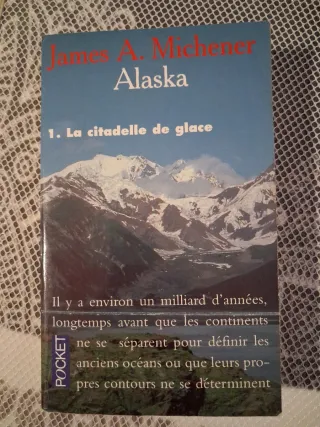 James A. Michener
Alaska
1. La citadelle de glace
Il y a environ un milliard d'années,
longtemps avant que les continents
ne se séparent pour définir les
anciens océans ou que leurs pro-
pres contours ne se déterminent
POCKET